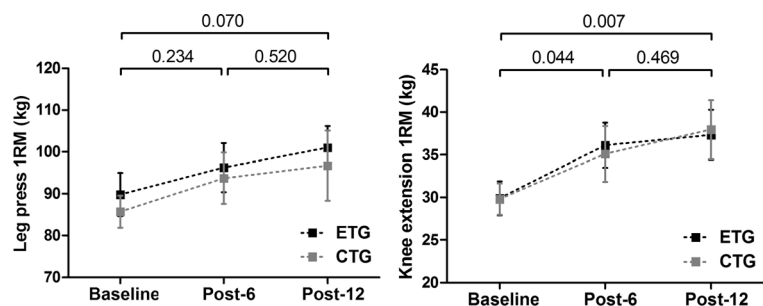 0.070
0.234 0.520
Leg press 1RM (kg)
120
110
100
90
80
70
ETG
CTG
Baseline Post-6 Post-12
0.007
0.044 0.469
Knee extension 1RM (kg)
45
40
35
30
25
20
ETG
CTG
Baseline Post-6 Post-12